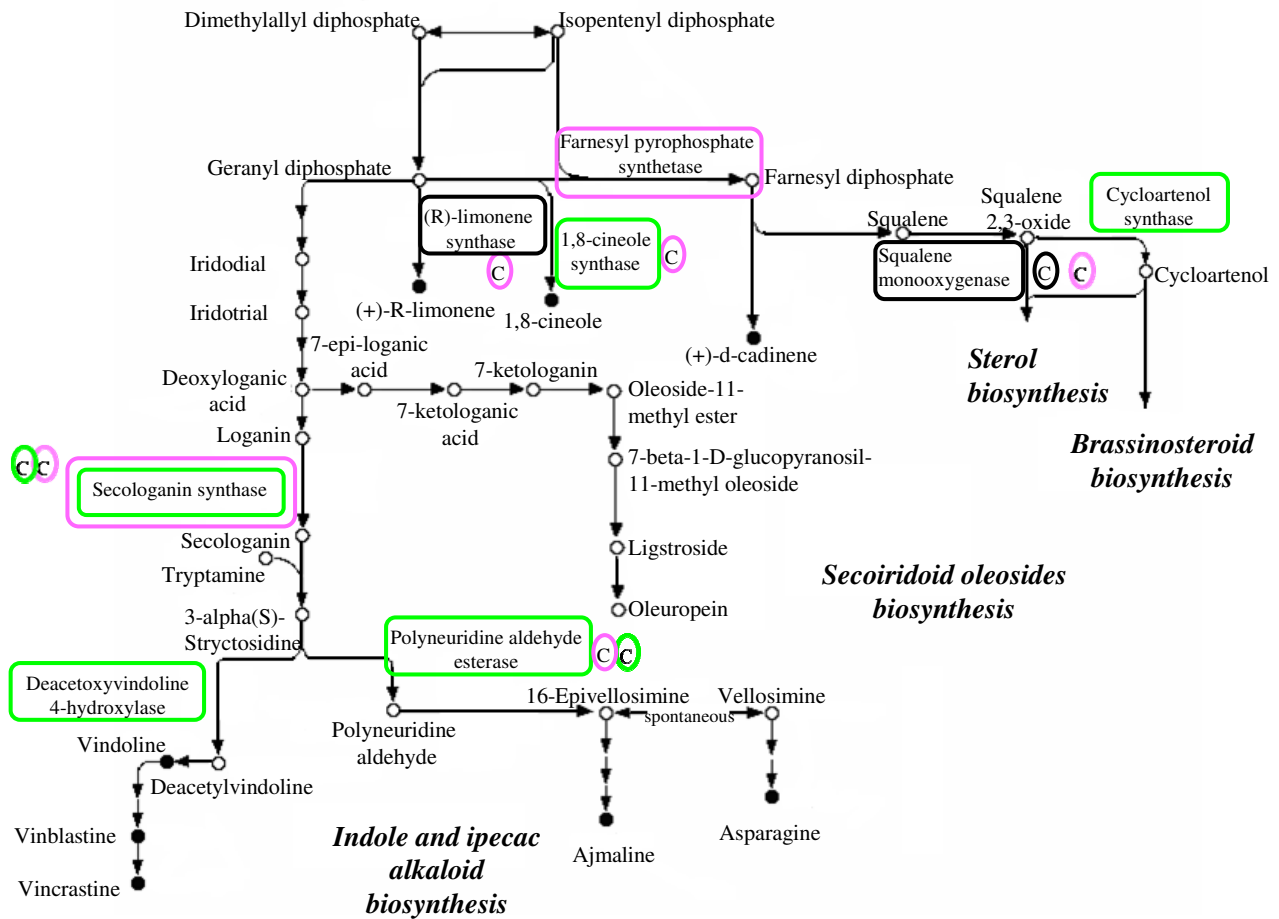 Dimethylallyl diphosphate
Isopentenyl diphosphate
Farnesyl pyrophosphate
synthetase
Geranyl diphosphate
Farnesyl diphosphate
(R)-limonene
synthase
1,8-cineole
synthase
C
C
(+)-R-limonene
1,8-cineole
(+)-d-cadinene
Squalene
Squalene
2,3-oxide
Cycloartenol
synthase
Squalene
monooxygenase
C
C
Cycloartenol
Sterol
biosynthesis
Brassinosteroid
biosynthesis
Iridodial
Iridotrial
7-epi-loganic
acid
Deoxyloganic
acid
7-ketologanin
7-ketologanic
acid
Oleoside-11-
methyl ester
Loganin
7-beta-1-D-glucopyranosil-
11-methyl oleoside
C
C
Secologanin synthase
Secologanin
Tryptamine
Ligstroside
Oleuropein
Secoiridoid oleosides
biosynthesis
3-alpha(S)-
Stryctosidine
Polyneuridine aldehyde
esterase
C
C
Deacetoxyvindoline
4-hydroxylase
16-Epivellosimine
Vellosimine
spontaneous
Polyneuridine
aldehyde
Vindoline
Deacetylvindoline
Vinblastine
Vincrastine
Indole and ipecac
alkaloid
biosynthesis
Ajmaline
Asparagine